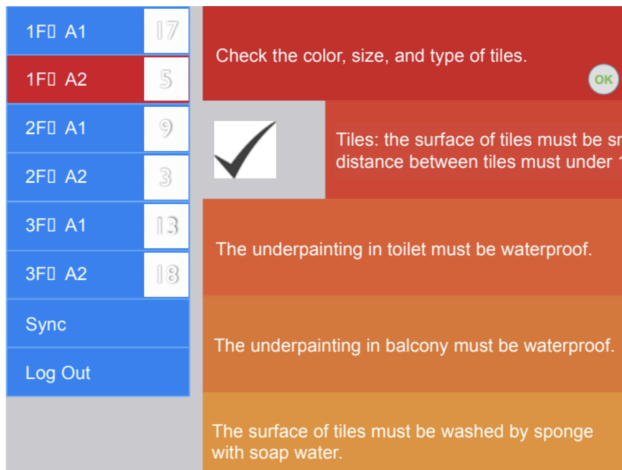 1F▯ A1
17
1F▯ A2
5
2F▯ A1
9
2F▯ A2
3
3F▯ A1
13
3F▯ A2
18
Sync
Log Out
Check the color, size, and type of tiles.
OK
Tiles: the surface of tiles must be
distance between tiles must under
The underpainting in toilet must be waterproof.
The underpainting in balcony must be waterproof.
The surface of tiles must be washed by sponge
with soap water.